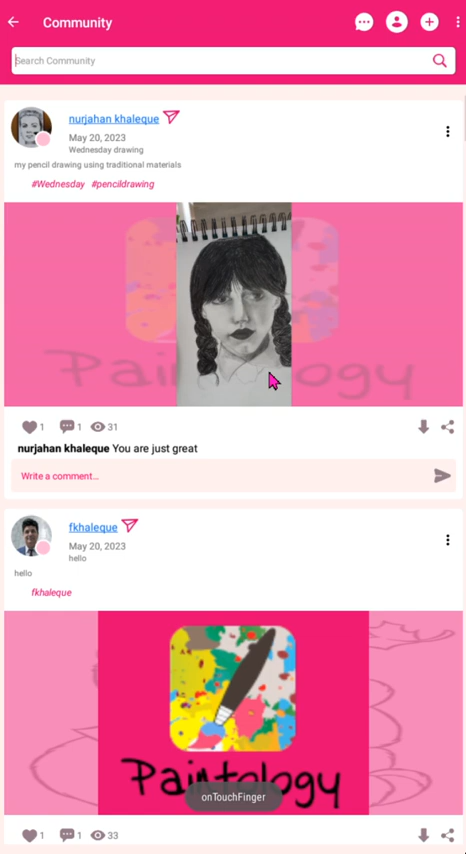 Community
Search Community
nurjahan khaleque
May 20, 2023
Wednesday drawing
my pencil drawing using traditional materials
#Wednesday #pencildrawing
Pai ology
1 1 31
nurjahan khaleque You are just great
Write a comment...
fkhaleque
May 20, 2023
hello
hello
fkhaleque
Paintology
onTouchFinger
1 1 33